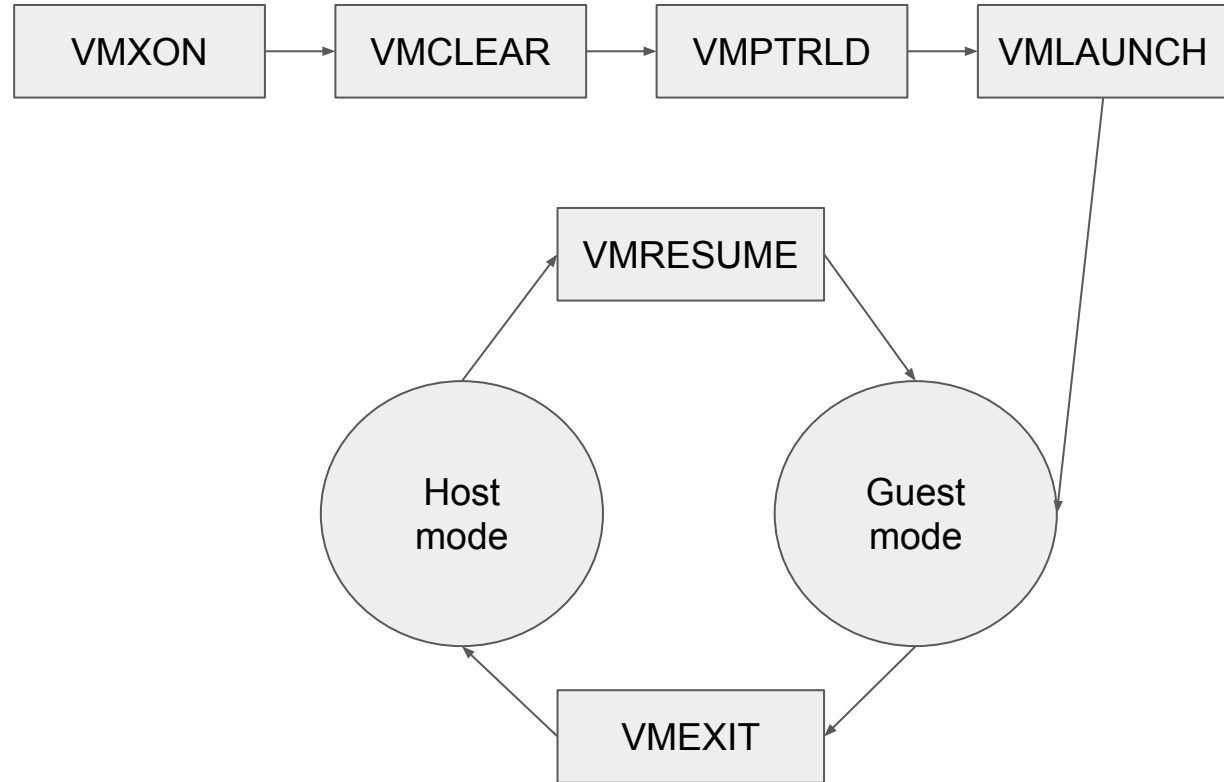 VMXON
VMCLEAR
VMPTRLD
VMLAUNCH
VMRESUME
Host
mode
Guest
mode
VMEXIT